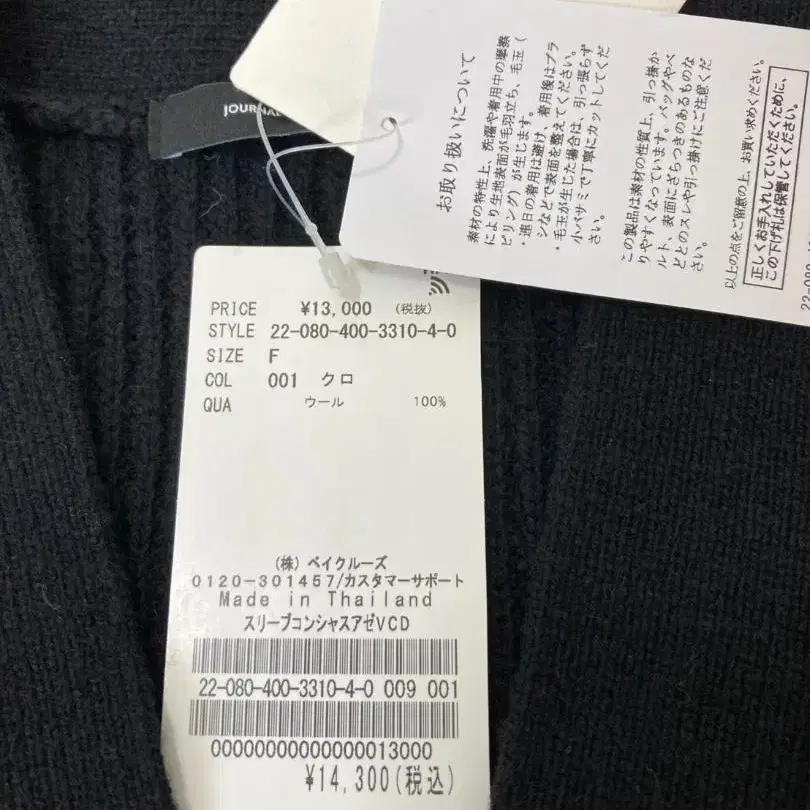 JOURNAL
お取り扱いについて
素材の特性上、洗濯や着用中の摩擦
により生地表面が毛羽立ち、毛玉(
ピリング)が生じます。
・連日の着用は避け、着用後はブラ
シなどで表面を整えてください。
・毛玉が生じた場合は、引っ張らず
小バサミで丁寧にカットしてくだ
さい。
この製品は素材の性質上、引っ掛か
りやすくなっています。バッグやベ
ルト、表面にざらつきのあるものな
どとのスレや引っ掛けにご注意くだ
さい。
以上の点をご留意の上、お買い求めください。
正しくお手入れしていただくために、
この下げ札は保管してください。
22-080
PRICE ¥13,000 (税抜)
STYLE 22-080-400-3310-4-0
SIZE F
COL 001 クロ
QUA ウール 100%
(株) ベイクルーズ
0120-301457/カスタマーサポート
Made in Thailand
スリーブコンシャスアゼVCD
22-080-400-3310-4-0 009 001
00000000000000013000
¥14,300(税込)